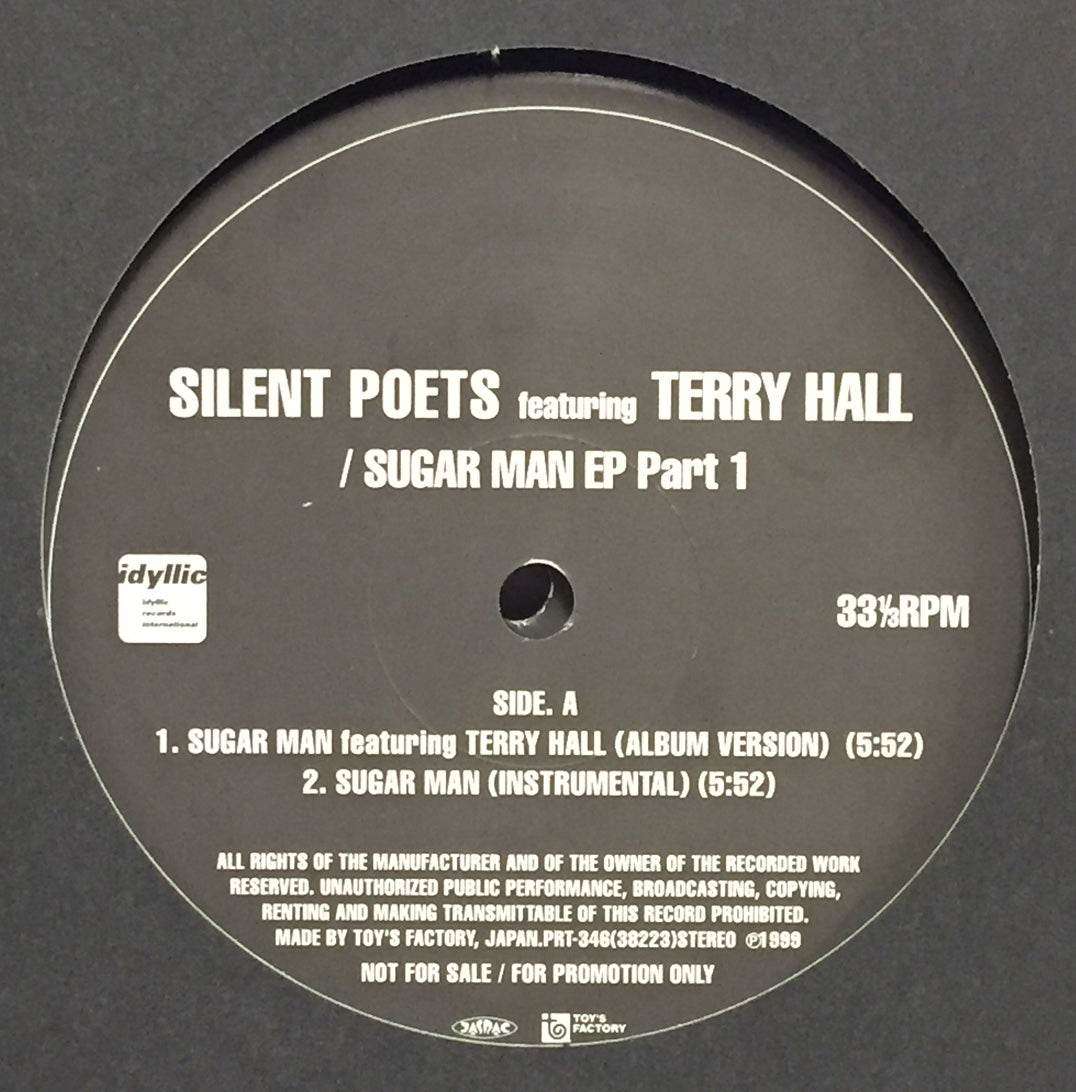 SILENT POETS featuring TERRY HALL
/ SUGAR MAN EP Part 1
idyllic
idyllic
records
international
33⅓RPM
SIDE. A
1. SUGAR MAN featuring TERRY HALL (ALBUM VERSION) (5:52)
2. SUGAR MAN (INSTRUMENTAL) (5:52)
ALL RIGHTS OF THE MANUFACTURER AND OF THE OWNER OF THE RECORDED WORK
RESERVED. UNAUTHORIZED PUBLIC PERFORMANCE, BROADCASTING, COPYING,
RENTING AND MAKING TRANSMITTABLE OF THIS RECORD PROHIBITED.
MADE BY TOY'S FACTORY, JAPAN.PRT-346(38223)STEREO ℗1999
NOT FOR SALE / FOR PROMOTION ONLY
JASRAC
TOY'S
FACTORY